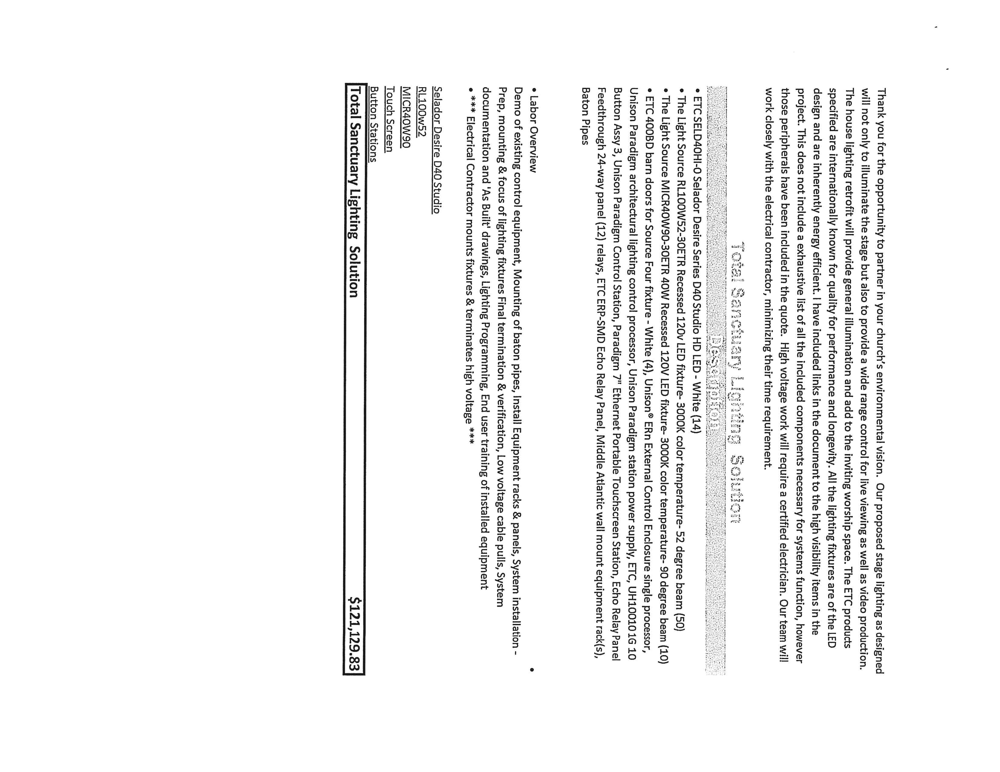 Thank you for the opportunity to partner in your church's environmental vision.  Our proposed stage lighting as designed
will not only to illuminate the stage but also to provide a wide range control for live viewing as well as video production.
The house lighting retrofit will provide general illumination and add to the inviting worship space. The ETC products
specified are internationally known for quality for performance and longevity. All the lighting fixtures are of the LED
design and are inherently energy efficient. I have included links in the document to the high visibility items in the
project. This does not include a exhaustive list of all the included components necessary for systems function, however
those peripherals have been included in the quote.  High voltage work will require a certified electrician. Our team will
work closely with the electrical contractor, minimizing their time requirement.
Total Sanctuary Lighting Solution
Description
• ETC SELD40HI-0 Selador Desire Series D40 Studio HD LED - White (14)
• The Light Source RL100W52-30ETR Recessed 120v LED fixture- 3000K color temperature- 52 degree beam (50)
• The Light Source MICR40W90-30ETR 40W Recessed 120V LED fixture- 3000K color temperature- 90 degree beam (10)
• ETC 400BD barn doors for Source Four fixture - White (4), Unison® ERn External Control Enclosure single processor,
Unison Paradigm architectural lighting control processor, Unison Paradigm station power supply, ETC, UH10010 1G 10
Button Assy 3, Unison Paradigm Control Station, Paradigm 7" Ethernet Portable Touchscreen Station, Echo Relay Panel
Feedthrough 24-way panel (12) relays, ETC ERP-SMD Echo Relay Panel, Middle Atlantic wall mount equipment rack(s),
Baton Pipes
• Labor Overview
Demo of existing control equipment, Mounting of baton pipes, Install Equipment racks & panels, System installation -
Prep, mounting & focus of lighting fixtures Final termination & verification, Low voltage cable pulls, System
documentation and 'As Built' drawings, Lighting Programming, End user training of installed equipment
• *** Electrical Contractor mounts fixtures & terminates high voltage ***
Selador Desire D40 Studio
RL100w52
MICR40W90
Touch Screen
Button Stations
Total Sanctuary Lighting Solution $121,129.83